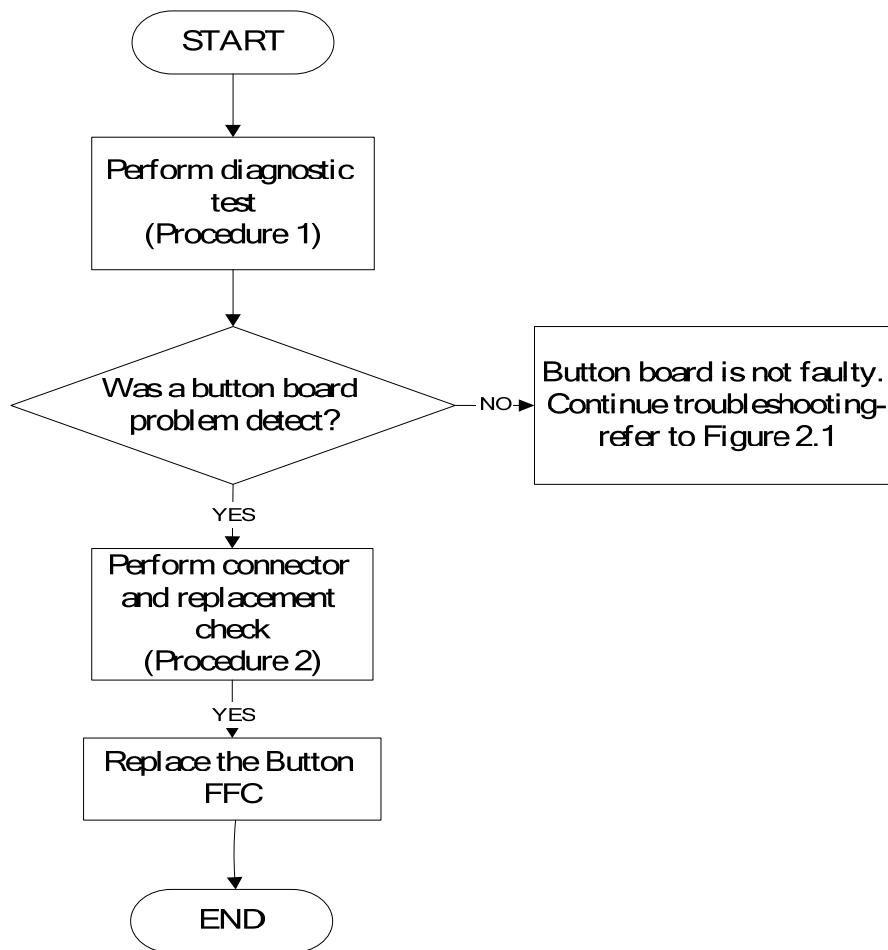 START
Perform diagnostic
test
(Procedure 1)
Was a button board
problem detect?
NO
Button board is not faulty.
Continue troubleshooting-
refer to Figure 2.1
YES
Perform connector
and replacement
check
(Procedure 2)
YES
Replace the Button
FFC
END